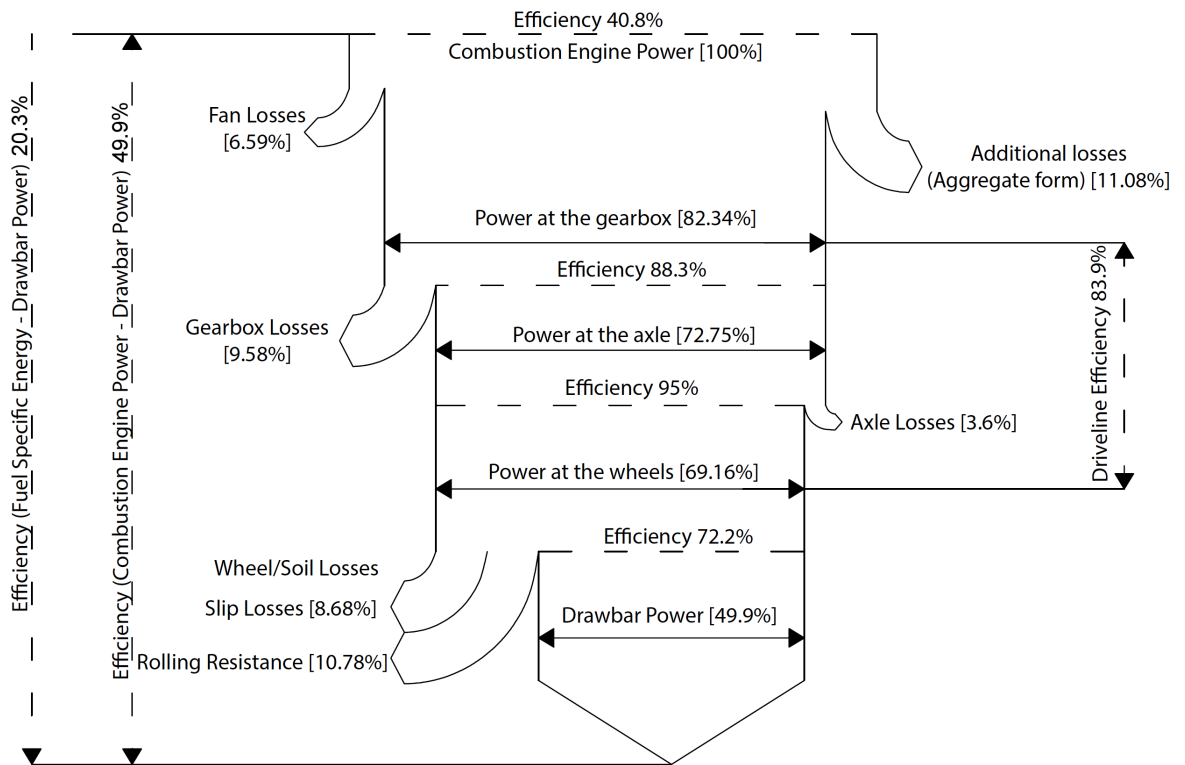 Efficiency 40.8%
Combustion Engine Power [100%]
Fan Losses
[6.59%]
Additional losses
(Aggregate form) [11.08%]
Power at the gearbox [82.34%]
Efficiency 88.3%
Gearbox Losses
[9.58%]
Power at the axle [72.75%]
Efficiency 95%
Axle Losses [3.6%]
Power at the wheels [69.16%]
Efficiency 72.2%
Wheel/Soil Losses
Slip Losses [8.68%]
Drawbar Power [49.9%]
Rolling Resistance [10.78%]
Efficiency (Fuel Specific Energy - Drawbar Power) 20.3%
Efficiency (Combustion Engine Power - Drawbar Power) 49.9%
Driveline Efficiency 83.9%